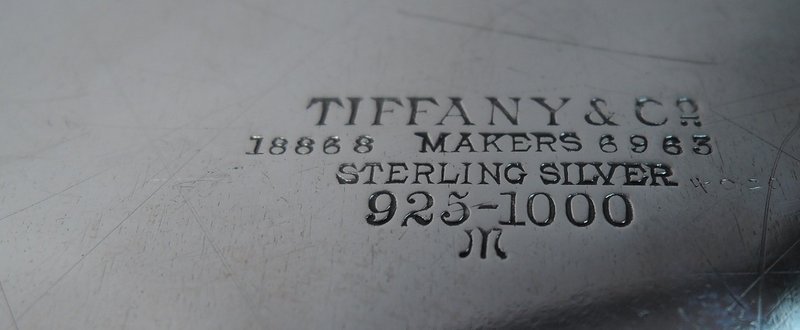 TIFFANY & Co
18868 MAKERS 6963
STERLING SILVER
925-1000
M